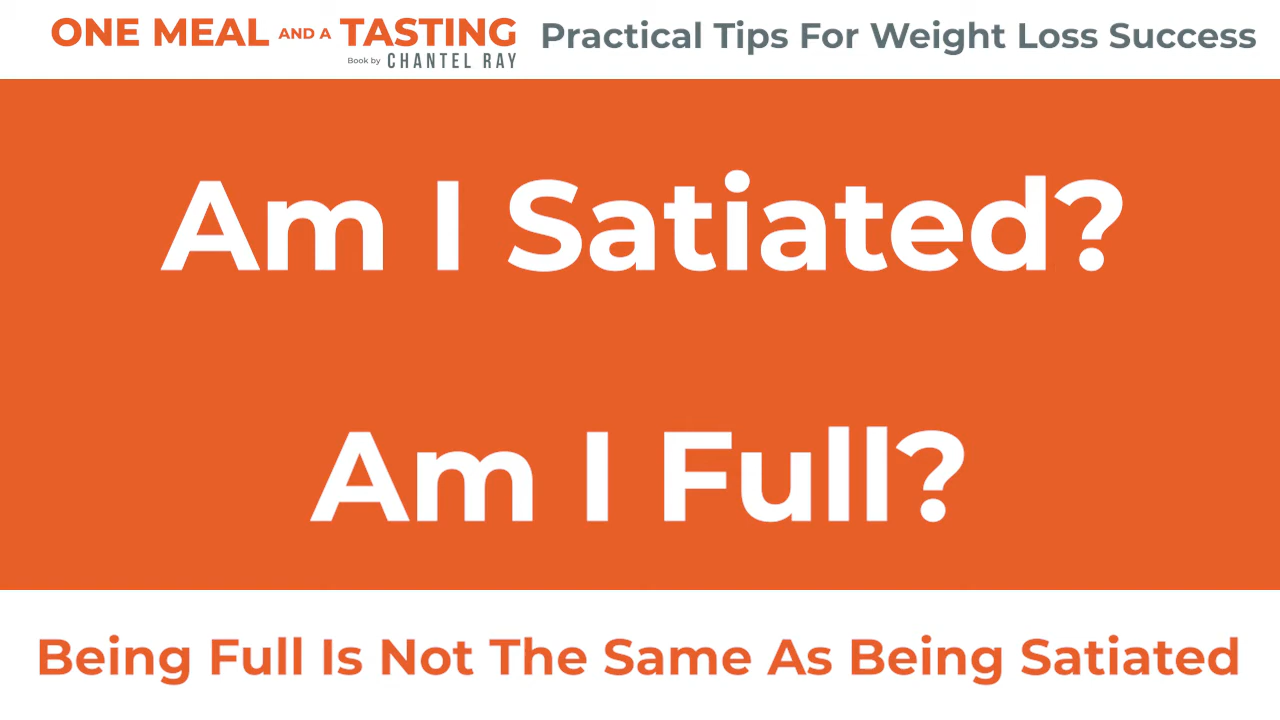 ONE MEAL AND A TASTING
Book by CHANTEL RAY
Practical Tips For Weight Loss Success
Am I Satiated?
Am I Full?
Being Full Is Not The Same As Being Satiated